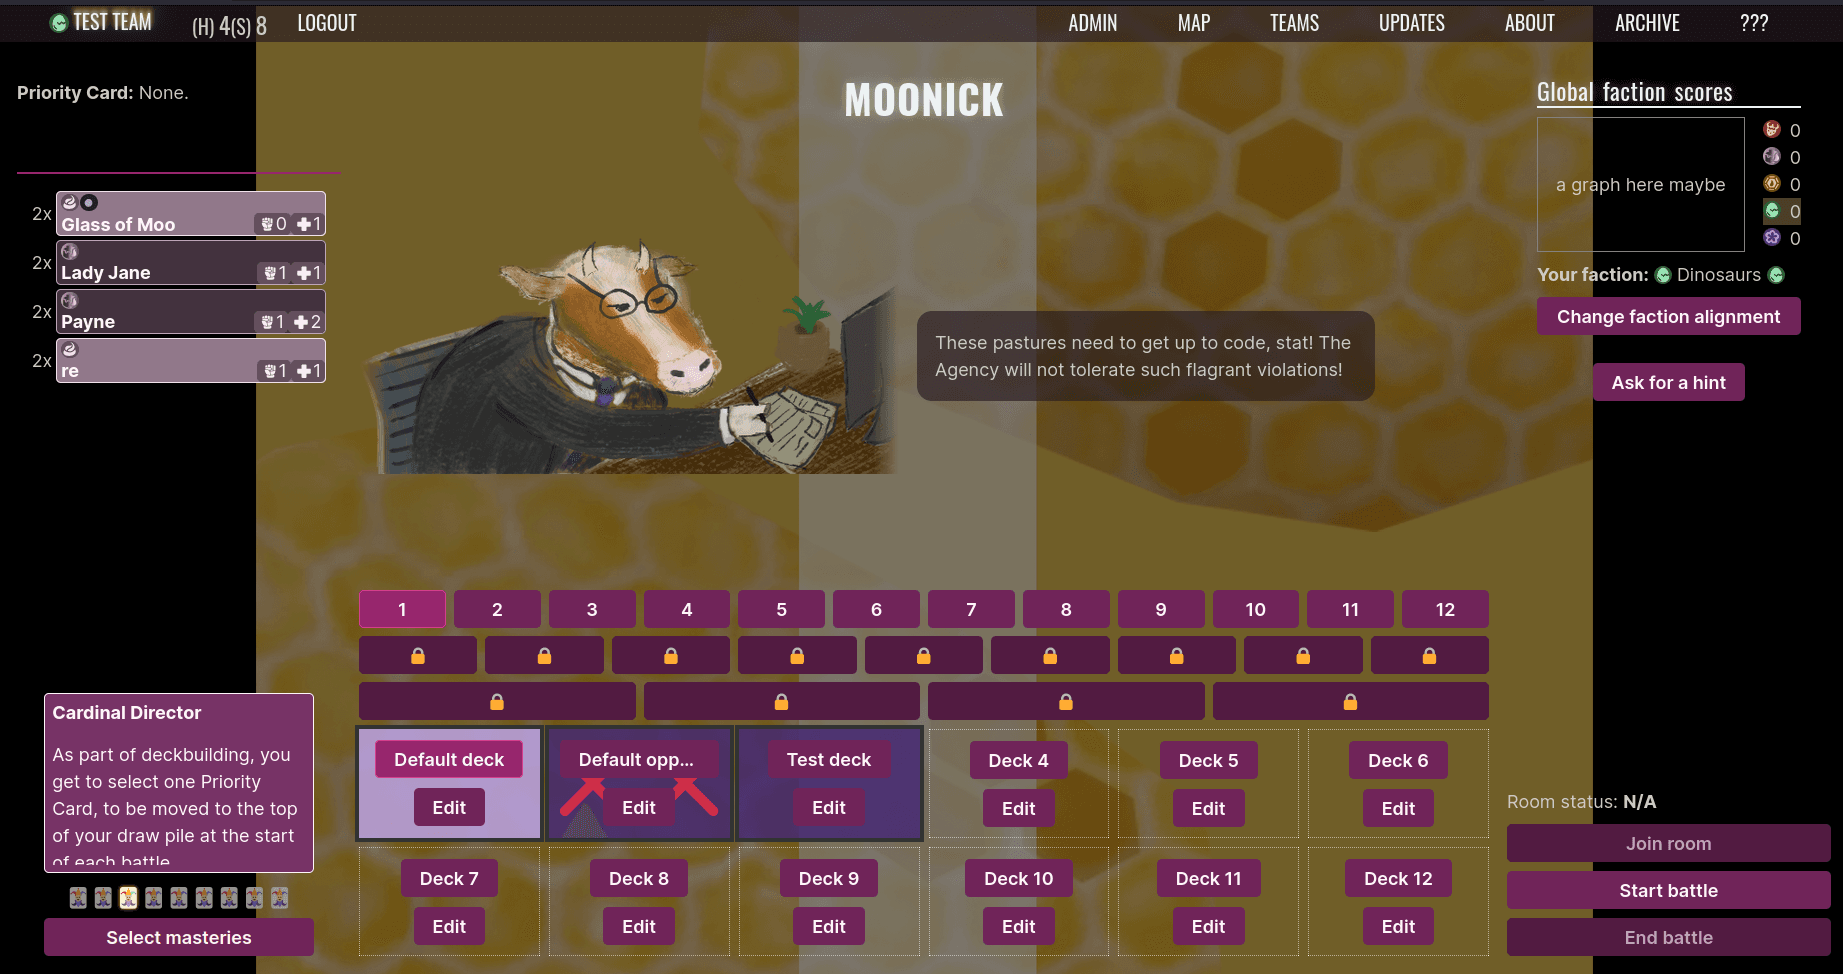 TEST TEAM
(H) 4(S) 8
LOGOUT
ADMIN
MAP
TEAMS
UPDATES
ABOUT
ARCHIVE
???
Priority Card: None.
2x
Glass of Moo
0
1
2x
Lady Jane
1
1
2x
Payne
1
2
2x
re
1
1
MOONICK
These pastures need to get up to code, stat! The
Agency will not tolerate such flagrant violations!
Global faction scores
a graph here maybe
0
0
0
0
0
Your faction: Dinosaurs
Change faction alignment
Ask for a hint
1
2
3
4
5
6
7
8
9
10
11
12
Default deck
Edit
Default opp...
Edit
Test deck
Edit
Deck 4
Edit
Deck 5
Edit
Deck 6
Edit
Deck 7
Edit
Deck 8
Edit
Deck 9
Edit
Deck 10
Edit
Deck 11
Edit
Deck 12
Edit
Cardinal Director
As part of deckbuilding, you
get to select one Priority
Card, to be moved to the top
of your draw pile at the start
of each battle
Select masteries
Room status: N/A
Join room
Start battle
End battle